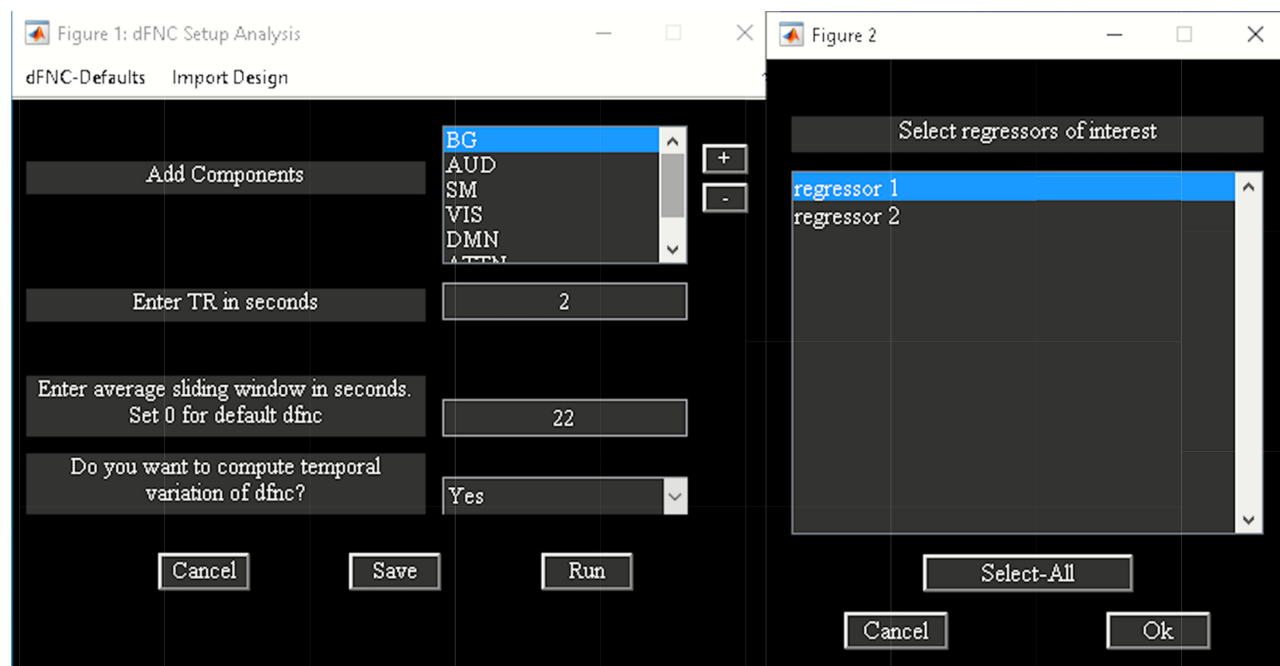 Figure 1: dFNC Setup Analysis
dFNC-Defaults Import Design
Add Components
BG
AUD
SM
VIS
DMN
ATTN
+
-
Enter TR in seconds
2
Enter average sliding window in seconds.
Set 0 for default dfnc
22
Do you want to compute temporal
variation of dfnc?
Yes
Cancel Save Run
Figure 2
Select regressors of interest
regressor 1
regressor 2
Select-All
Cancel Ok